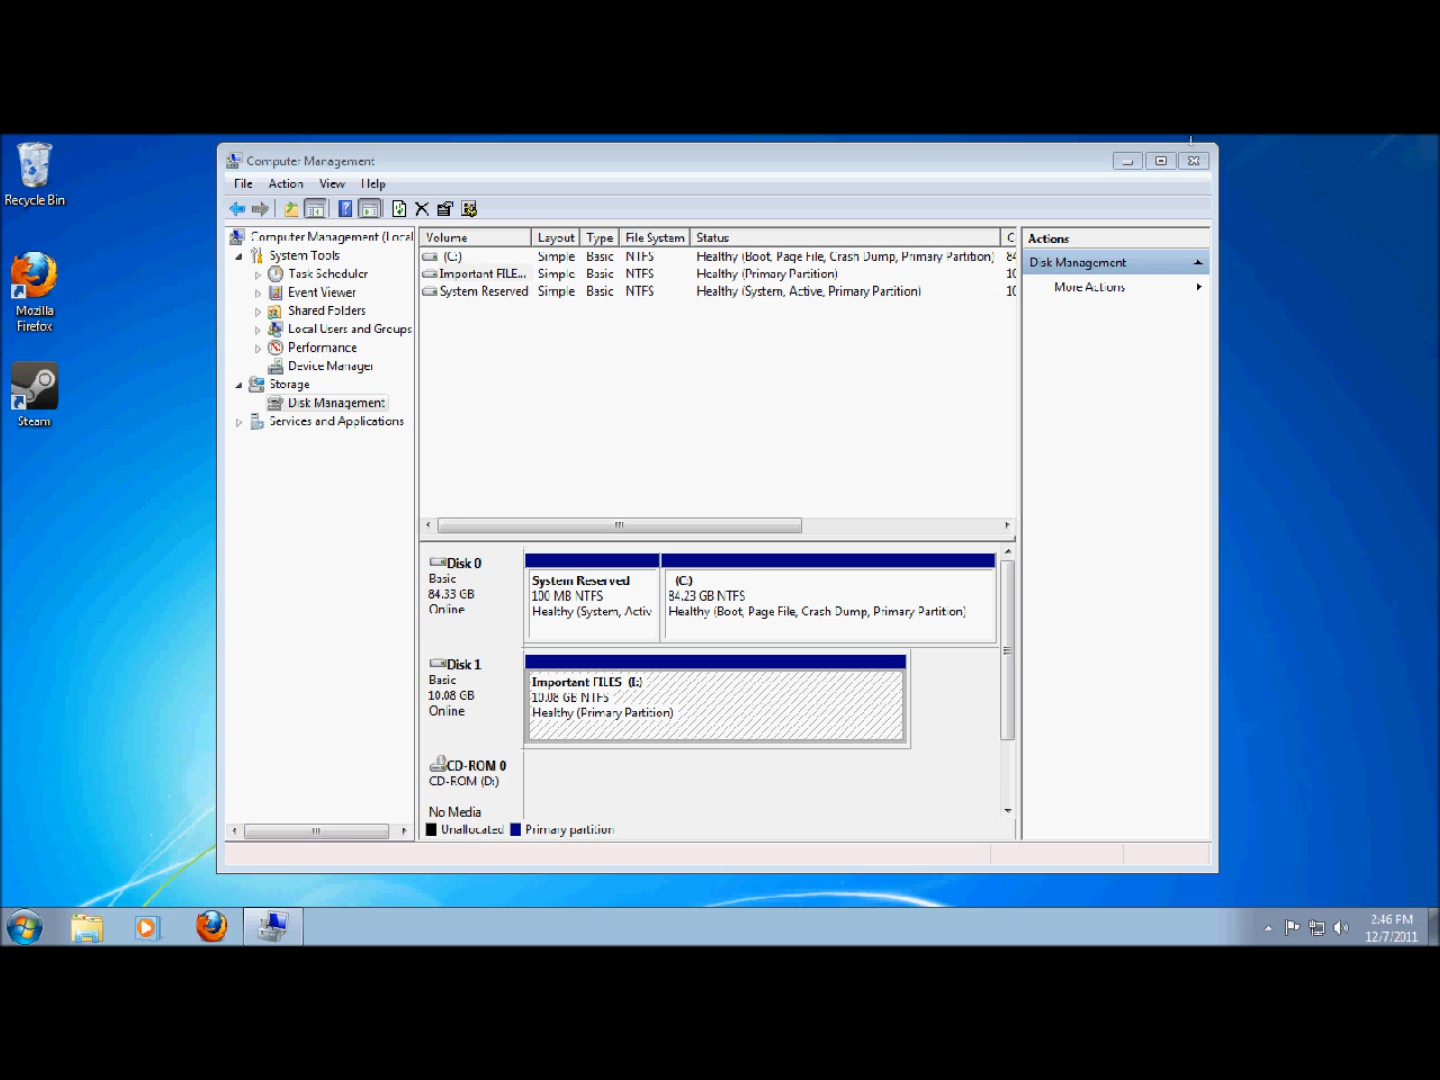 Recycle Bin
Mozilla
Firefox
Steam
Computer Management
File Action View Help
Computer Management (Local
System Tools
Task Scheduler
Event Viewer
Shared Folders
Local Users and Groups
Performance
Device Manager
Storage
Disk Management
Services and Applications
Volume Layout Type File System Status C
(C:) Simple Basic NTFS Healthy (Boot, Page File, Crash Dump, Primary Partition) 84
Important FILE... Simple Basic NTFS Healthy (Primary Partition) 10
System Reserved Simple Basic NTFS Healthy (System, Active, Primary Partition) 10
Actions
Disk Management
More Actions
Disk 0
Basic
84.33 GB
Online
System Reserved
100 MB NTFS
Healthy (System, Activ
(C:)
84.23 GB NTFS
Healthy (Boot, Page File, Crash Dump, Primary Partition)
Disk 1
Basic
10.08 GB
Online
Important FILES (I:)
10.08 GB NTFS
Healthy (Primary Partition)
CD-ROM 0
CD-ROM (D:)
No Media
Unallocated Primary partition
2:46 PM
12/7/2011